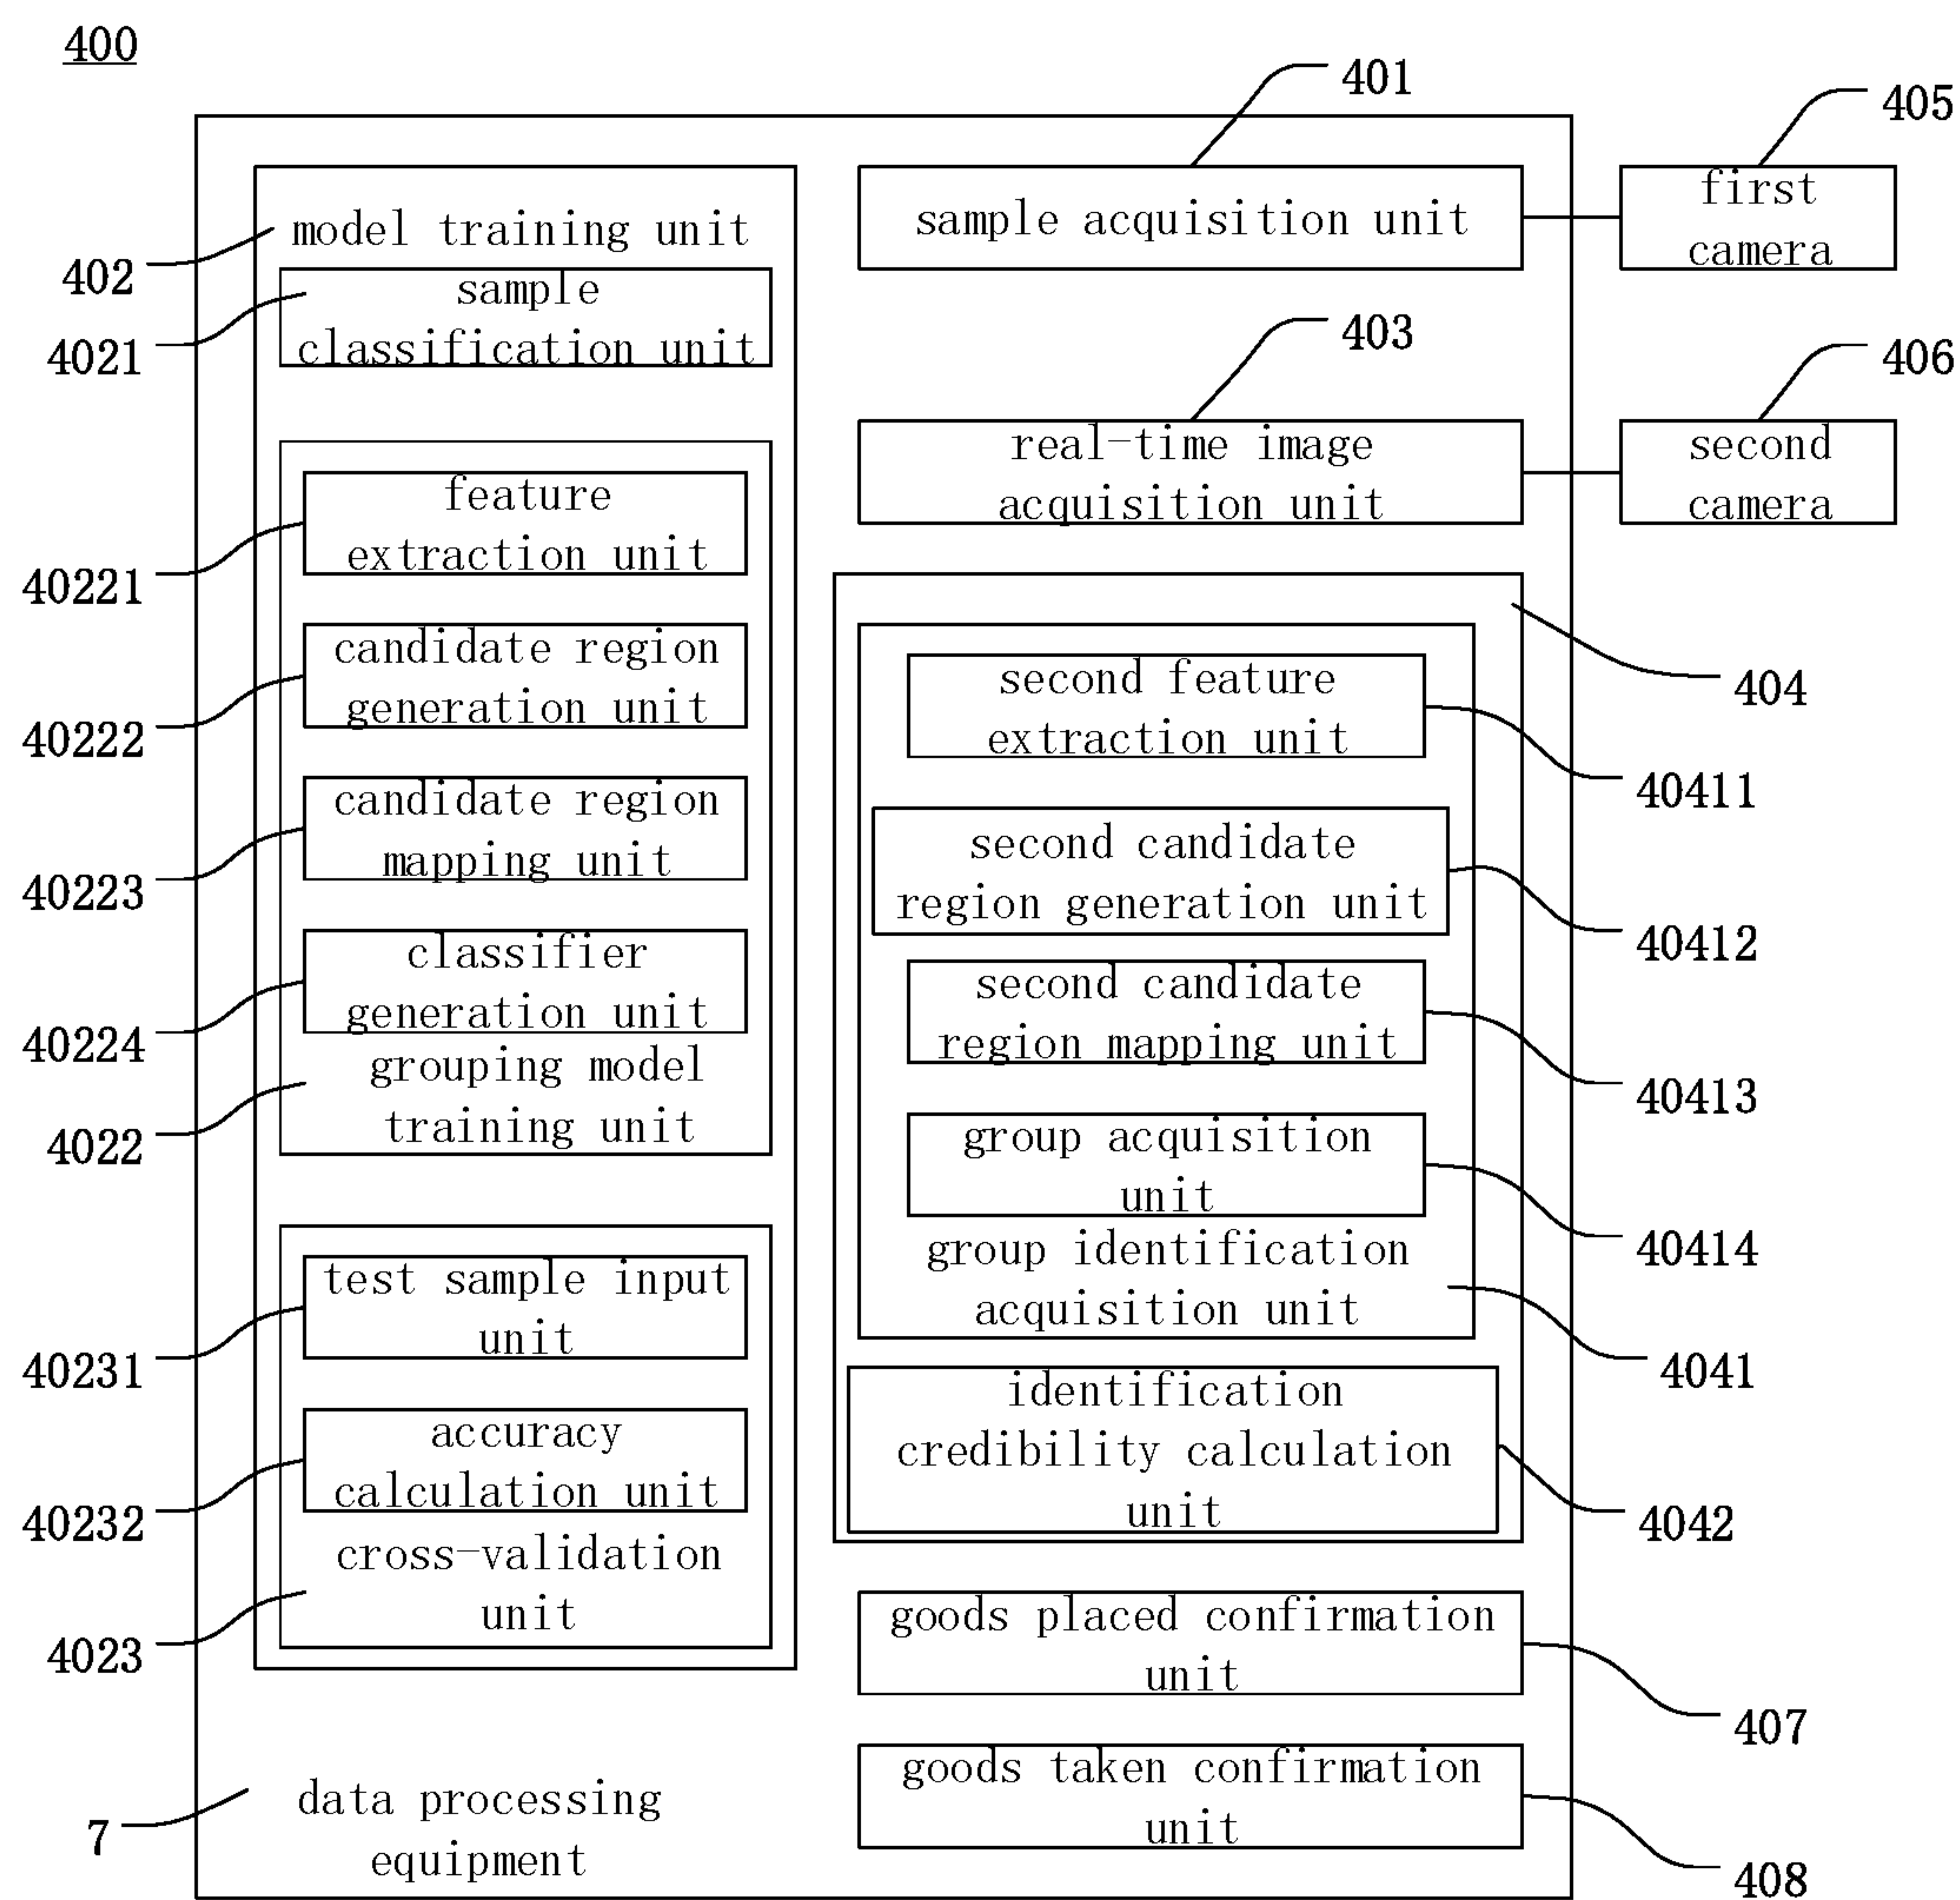 400
401
405
sample acquisition unit
first
camera
model training unit
402
sample
classification unit
4021
403
406
real-time image
acquisition unit
second
camera
feature
extraction unit
40221
candidate region
generation unit
40222
candidate region
mapping unit
40223
classifier
generation unit
40224
grouping model
training unit
4022
test sample input
unit
40231
accuracy
calculation unit
40232
cross-validation
unit
4023
404
second feature
extraction unit
40411
second candidate
region generation unit
40412
second candidate
region mapping unit
40413
group acquisition
unit
40414
group identification
acquisition unit
4041
identification
credibility calculation
unit
4042
goods placed confirmation
unit
407
goods taken confirmation
unit
408
data processing
equipment
7